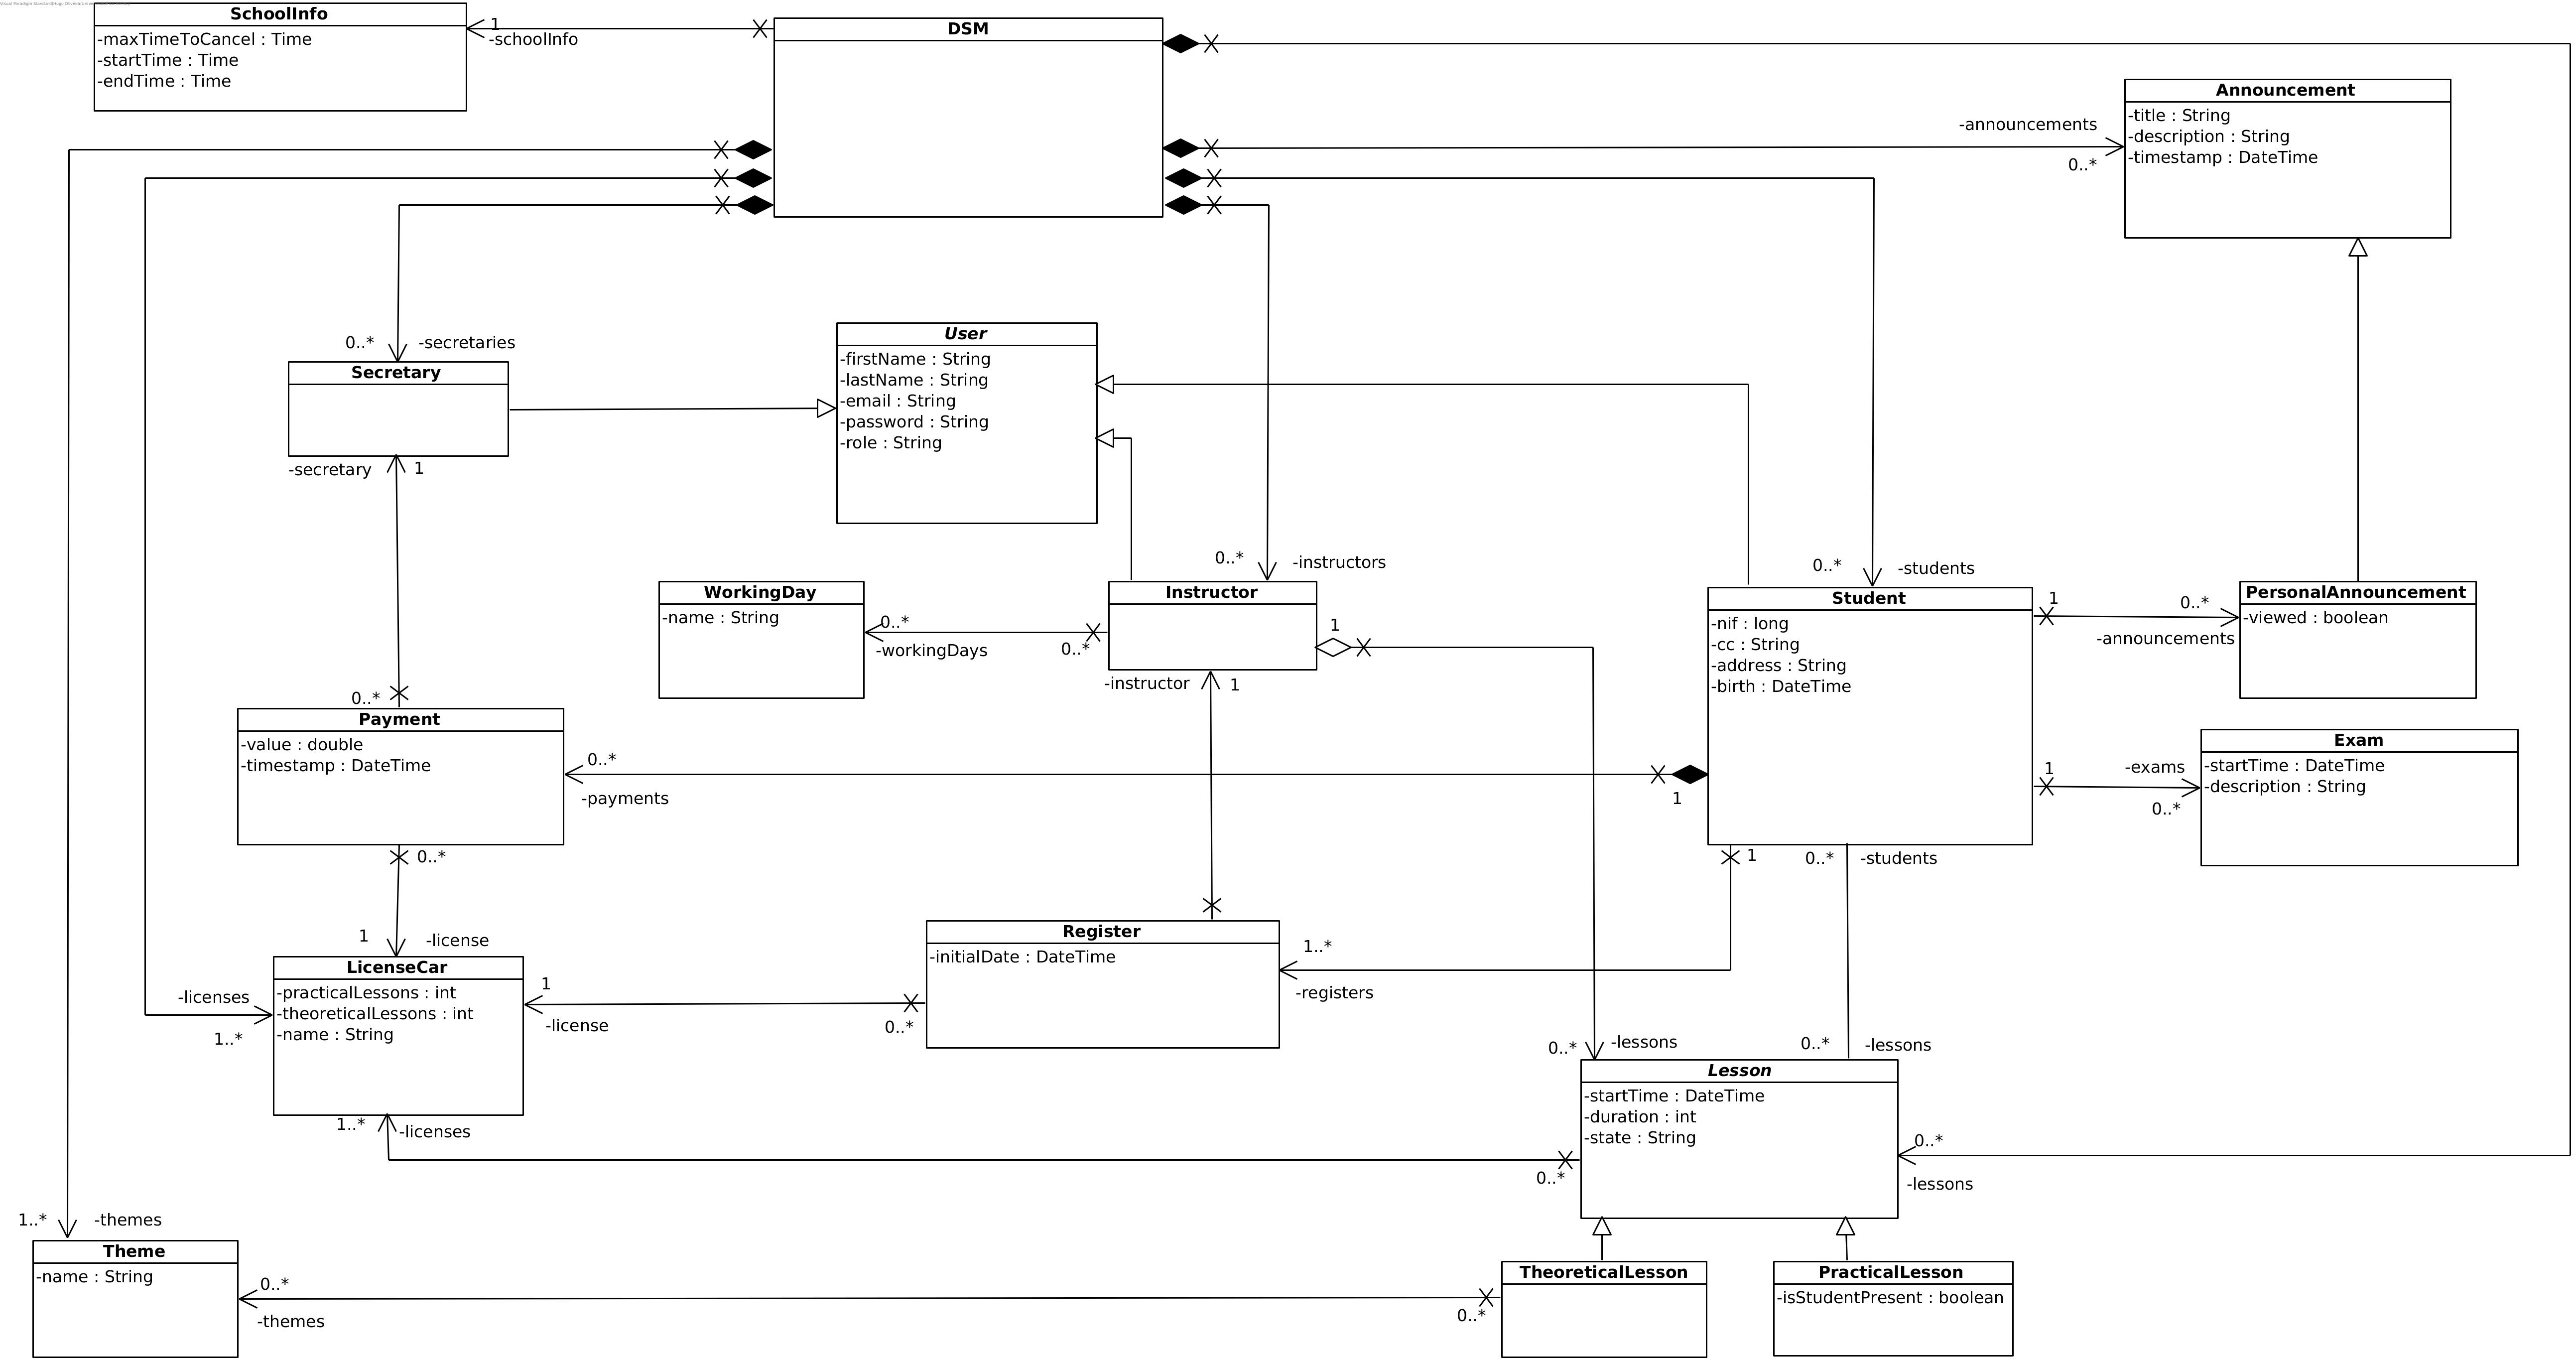 SchoolInfo
-maxTimeToCancel : Time
-startTime : Time
-endTime : Time
1
-schoolInfo
DSM
Announcement
-title : String
-description : String
-timestamp : DateTime
-announcements
0..*
0..*
-secretaries
Secretary
-secretary
1
User
-firstName : String
-lastName : String
-email : String
-password : String
-role : String
0..*
-instructors
0..*
-students
WorkingDay
-name : String
0..*
-workingDays
0..*
Instructor
1
-instructor
1
Student
-nif : long
-cc : String
-address : String
-birth : DateTime
1
0..*
-announcements
PersonalAnnouncement
-viewed : boolean
0..*
Payment
-value : double
-timestamp : DateTime
0..*
-payments
1
1
-exams
0..*
Exam
-startTime : DateTime
-description : String
0..*
1
0..*
-students
1
-license
LicenseCar
-practicalLessons : int
-theoreticalLessons : int
-name : String
-licenses
1..*
1
-license
0..*
Register
-initialDate : DateTime
1..*
-registers
0..*
-lessons
0..*
-lessons
Lesson
-startTime : DateTime
-duration : int
-state : String
1..*
-licenses
0..*
0..*
-lessons
1..*
-themes
Theme
-name : String
0..*
-themes
0..*
TheoreticalLesson
PracticalLesson
-isStudentPresent : boolean